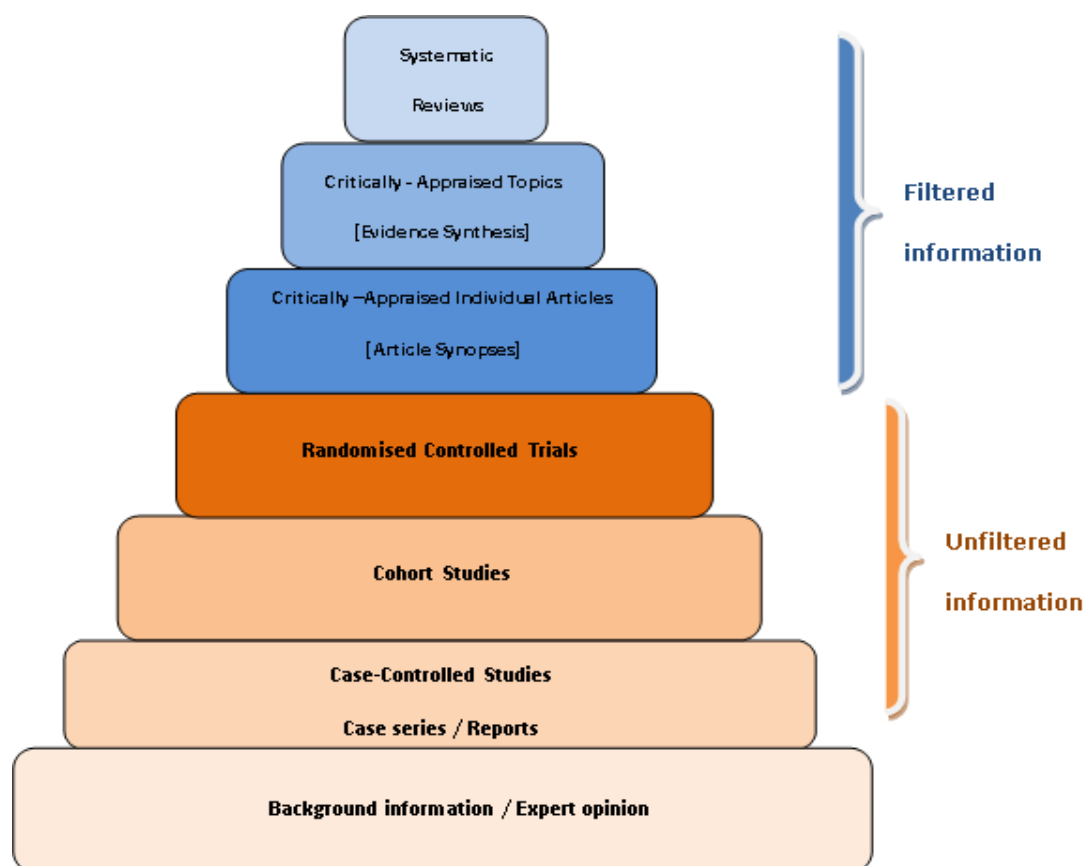 Systematic
Reviews
Critically - Appraised Topics
[Evidence Synthesis]
Critically –Appraised Individual Articles
[Article Synopses]
Filtered
information
Randomised Controlled Trials
Cohort Studies
Case-Controlled Studies
Case series / Reports
Unfiltered
information
Background information / Expert opinion